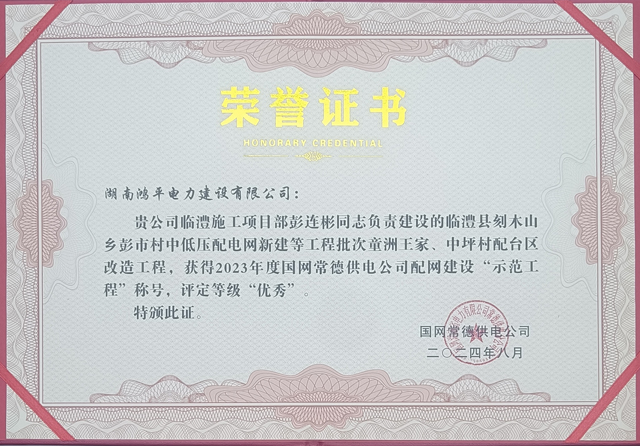 荣誉证书
HONORARY CREDENTIAL
湖南鸿平电力建设有限公司：
贵公司临澧施工项目部彭连彬同志负责建设的临澧县刻木山
乡彭市村中低压配电网新建等工程批次童洲王家、中坪村配台区
改造工程，获得2023年度国网常德供电公司配网建设“示范工
程”称号，评定等级“优秀”。
特颁此证。
国网常德供电公司
二〇二四年八月